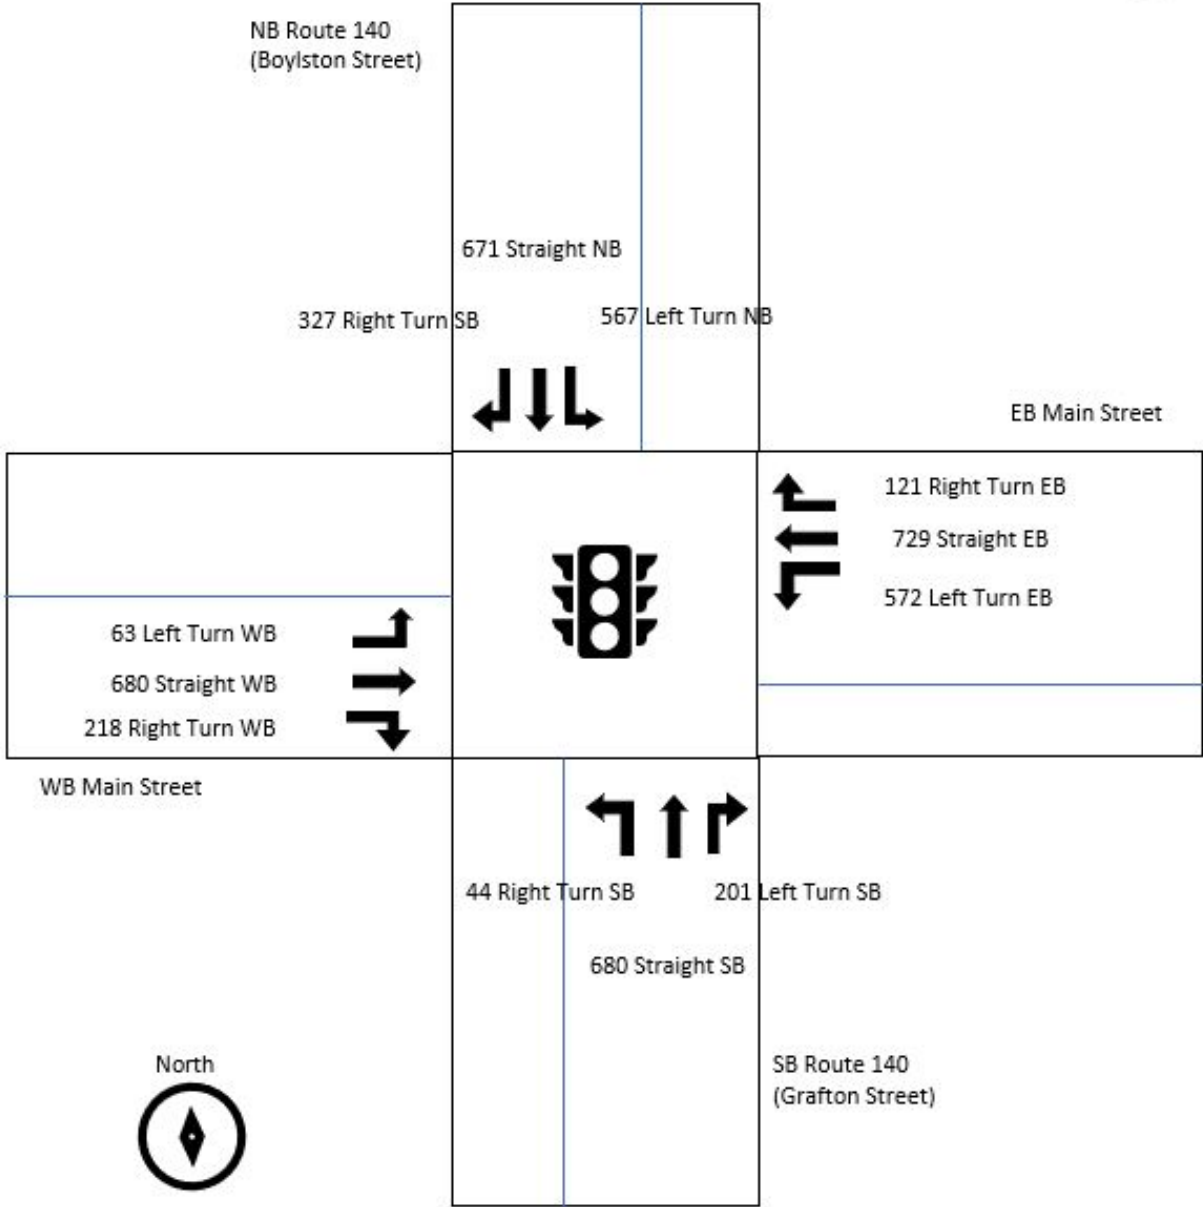 NB Route 140
(Boylston Street)
671 Straight NB
327 Right Turn SB
567 Left Turn NB
EB Main Street
121 Right Turn EB
729 Straight EB
572 Left Turn EB
63 Left Turn WB
680 Straight WB
218 Right Turn WB
WB Main Street
44 Right Turn SB
201 Left Turn SB
680 Straight SB
North
SB Route 140
(Grafton Street)